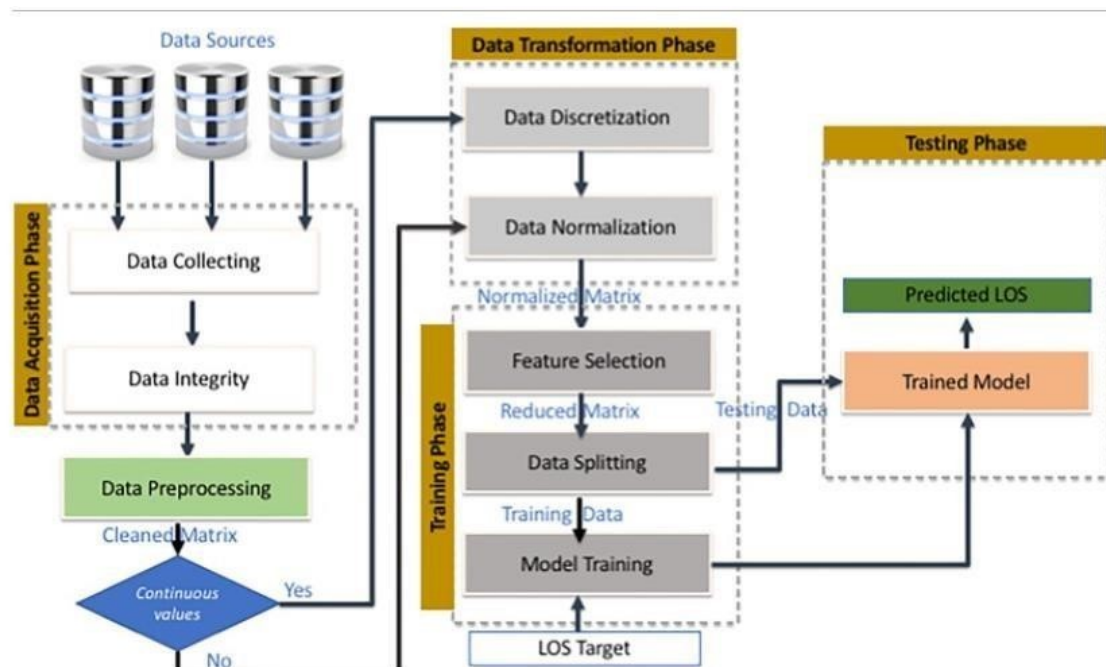 Data Sources
Data Acquisition Phase
Data Collecting
Data Integrity
Data Preprocessing
Cleaned Matrix
Continuous
values
Yes
No
Data Transformation Phase
Data Discretization
Data Normalization
Normalized Matrix
Training Phase
Feature Selection
Reduced Matrix
Data Splitting
Training Data
Model Training
LOS Target
Testing Data
Testing Phase
Predicted LOS
Trained Model